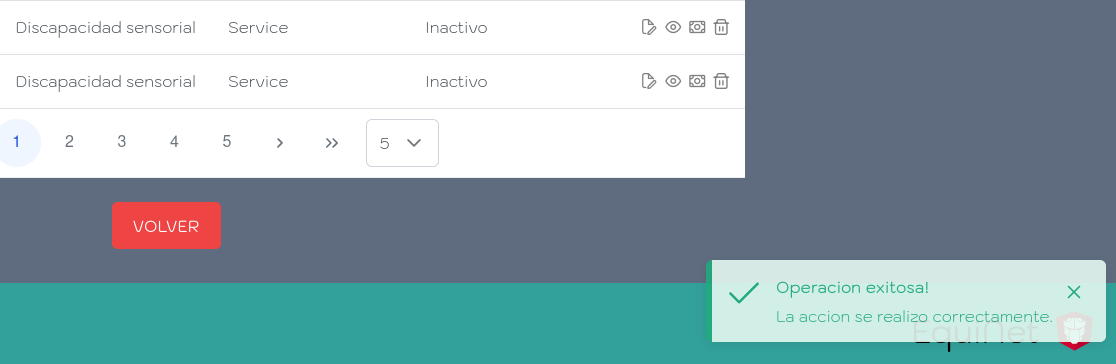 Discapacidad sensorial Service Inactivo
Discapacidad sensorial Service Inactivo
1 2 3 4 5 5
VOLVER
Operacion exitosa!
La accion se realizo correctamente.
EquiNet